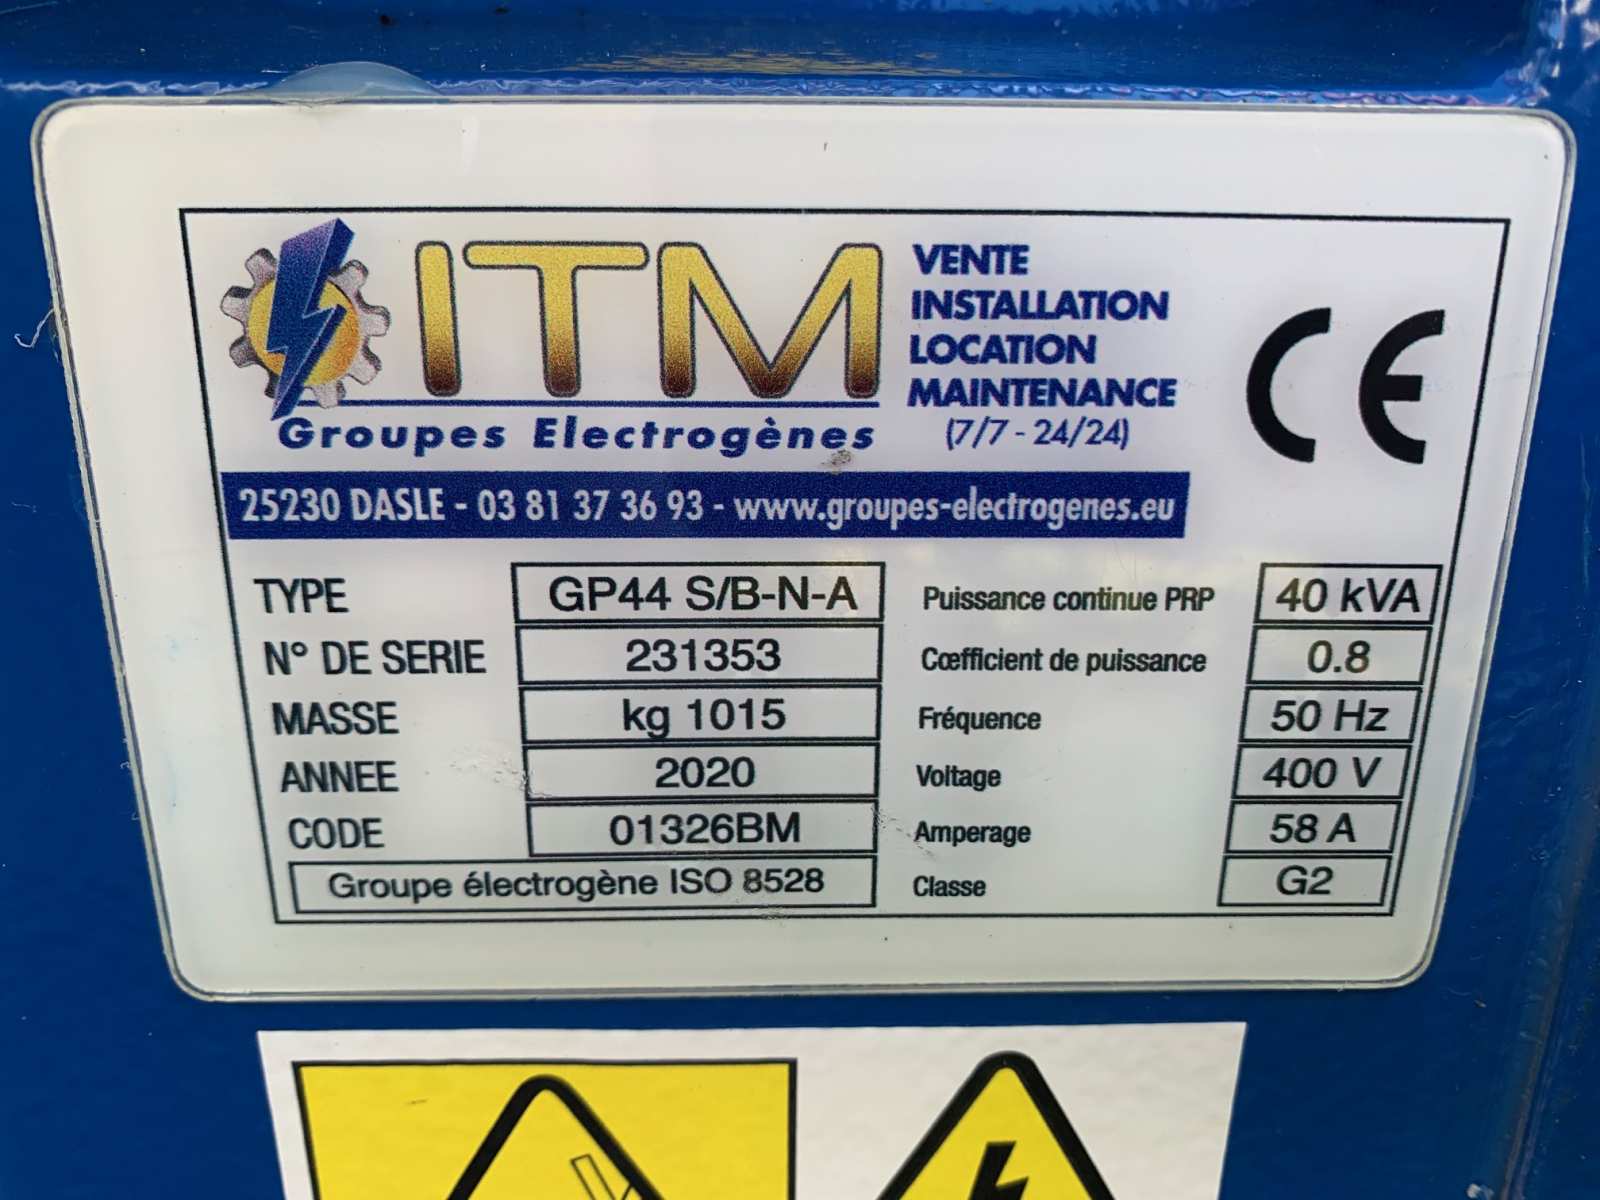 ITM
Groupes Electrogènes
VENTE
INSTALLATION
LOCATION
MAINTENANCE
(7/7 - 24/24)
CE
25230 DASLE - 03 81 37 36 93 - www.groupes-electrogenes.eu
TYPE GP44 S/B-N-A
N° DE SERIE 231353
MASSE kg 1015
ANNEE 2020
CODE 01326BM
Groupe électrogène ISO 8528
Puissance continue PRP 40 kVA
Cœfficient de puissance 0.8
Fréquence 50 Hz
Voltage 400 V
Amperage 58 A
Classe G2